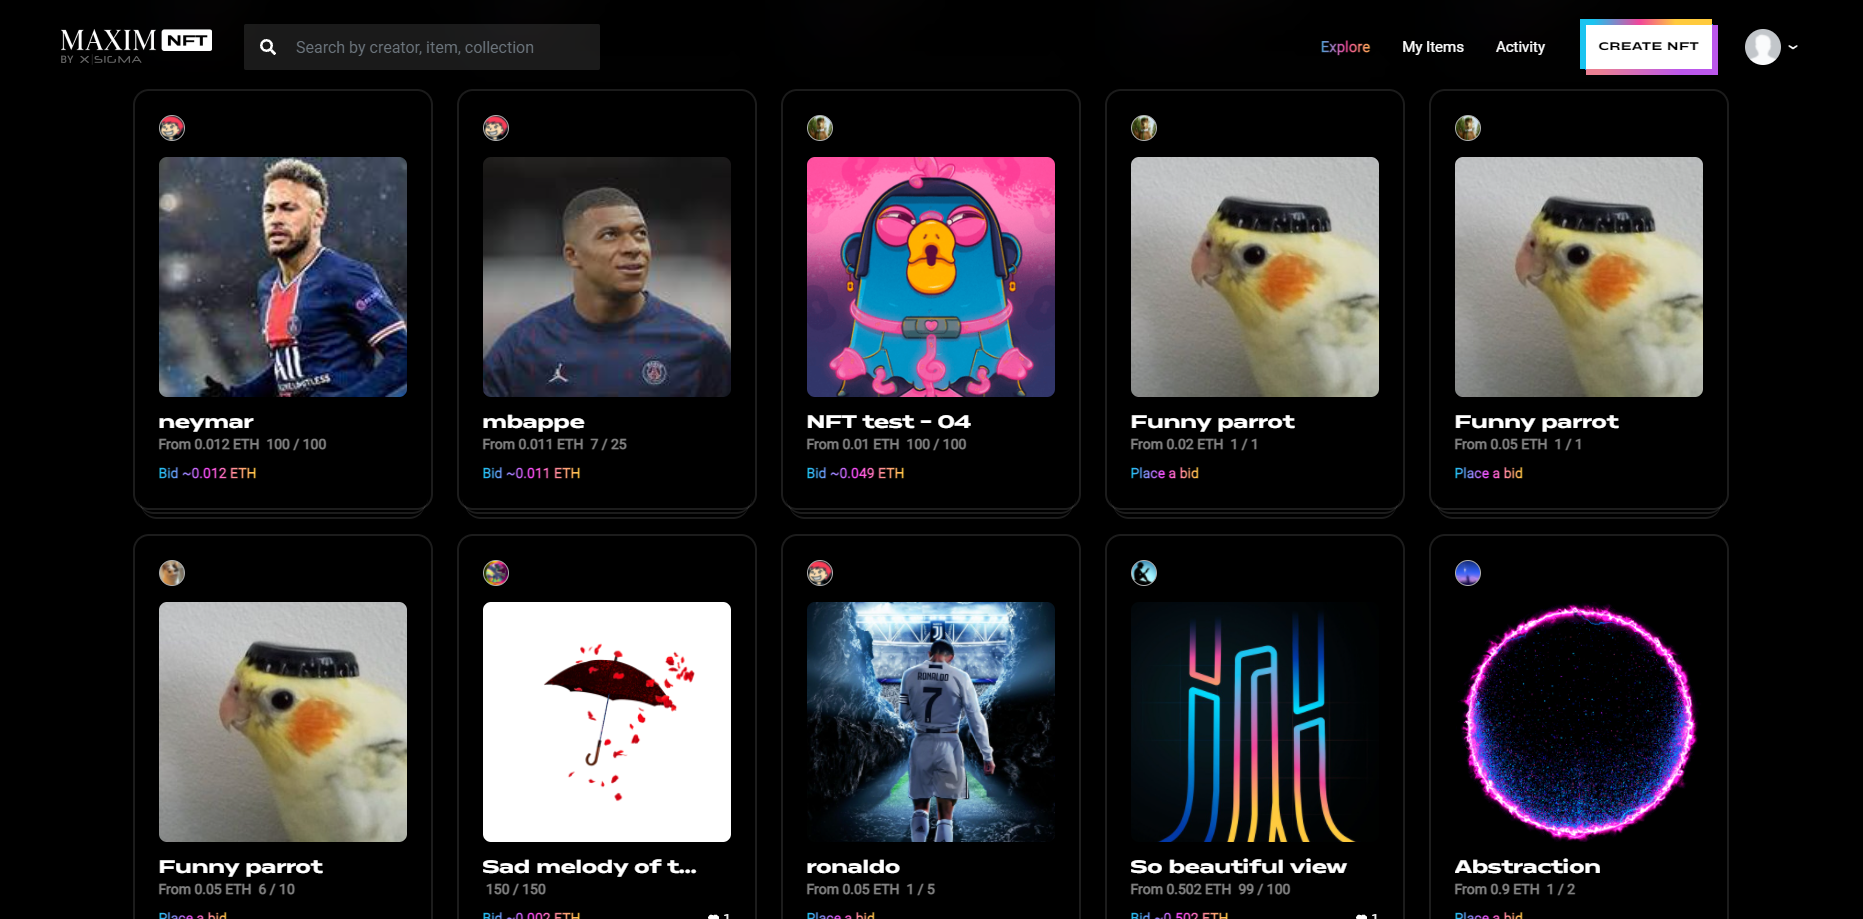 MAXIM NFT
BY X|SIGMA
Search by creator, item, collection
Explore
My Items
Activity
CREATE NFT
neymar
From 0.012 ETH 100 / 100
Bid ~0.012 ETH
mbappe
From 0.011 ETH 7 / 25
Bid ~0.011 ETH
NFT test - 04
From 0.01 ETH 100 / 100
Bid ~0.049 ETH
Funny parrot
From 0.02 ETH 1 / 1
Place a bid
Funny parrot
From 0.05 ETH 1 / 1
Place a bid
RONALDO
7
Funny parrot
From 0.05 ETH 6 / 10
Place a bid
Sad melody of t...
150 / 150
Bid ~0.002 ETH
1
ronaldo
From 0.05 ETH 1 / 5
Place a bid
So beautiful view
From 0.502 ETH 99 / 100
Bid ~0.502 ETH
1
Abstraction
From 0.9 ETH 1 / 2
Place a bid